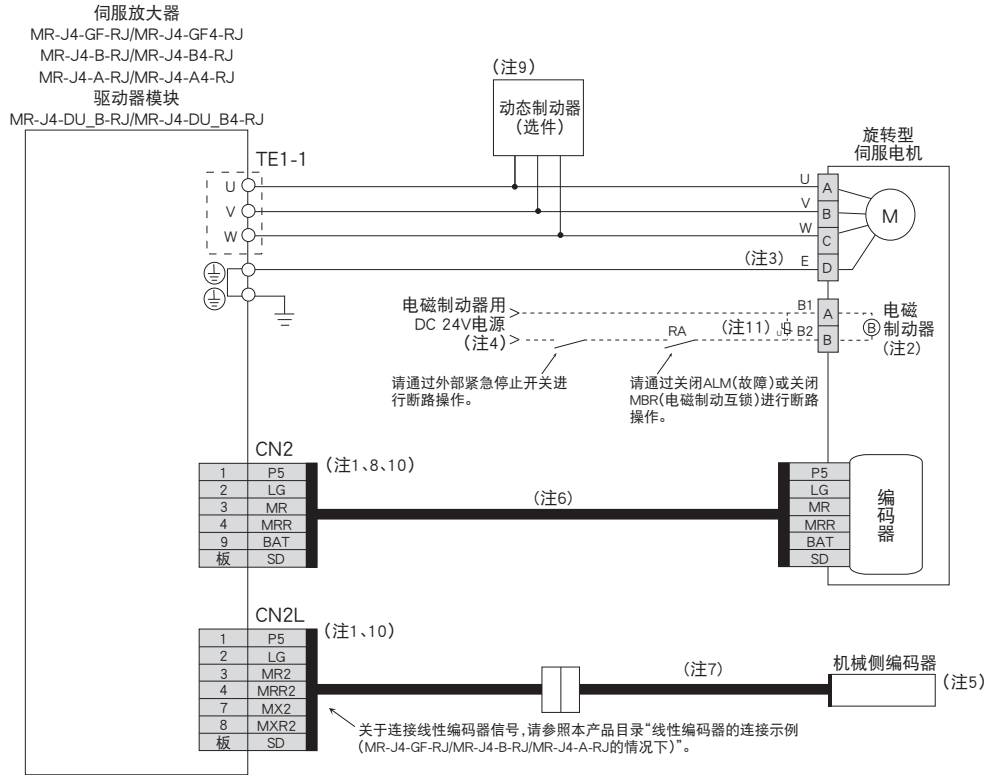 伺服放大器
MR-J4-GF-RJ/MR-J4-GF4-RJ
MR-J4-B-RJ/MR-J4-B4-RJ
MR-J4-A-RJ/MR-J4-A4-RJ
驱动器模块
MR-J4-DU_B-RJ/MR-J4-DU_B4-RJ
(注9)
动态制动器
(选件)
旋转型
伺服电机
TE1-1
U
V
W
U
V
W
(注3) E
A
B
C
D
M
电磁制动器用
DC 24V电源
(注4)
RA
(注11)
U
B1
B2
A
B
B
电磁
制动器
(注2)
请通过外部紧急停止开关进
行断路操作。
请通过关闭ALM(故障)或关闭
MBR(电磁制动互锁)进行断路
操作。
CN2
(注1、8、10)
1 P5
2 LG
3 MR
4 MRR
9 BAT
板 SD
(注6)
P5
LG
MR
MRR
BAT
SD
编码器
CN2L
(注1、10)
1 P5
2 LG
3 MR2
4 MRR2
7 MX2
8 MXR2
板 SD
(注7)
机械侧编码器
(注5)
关于连接线性编码器信号,请参照本产品目录“线性编码器的连接示例
(MR-J4-GF-RJ/MR-J4-B-RJ/MR-J4-A-RJ的情况下)”。